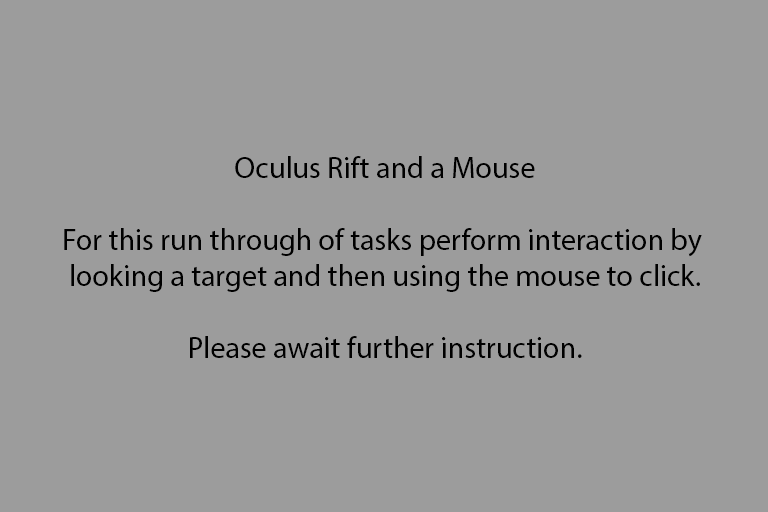 Oculus Rift and a Mouse
For this run through of tasks perform interaction by
looking a target and then using the mouse to click.
Please await further instruction.